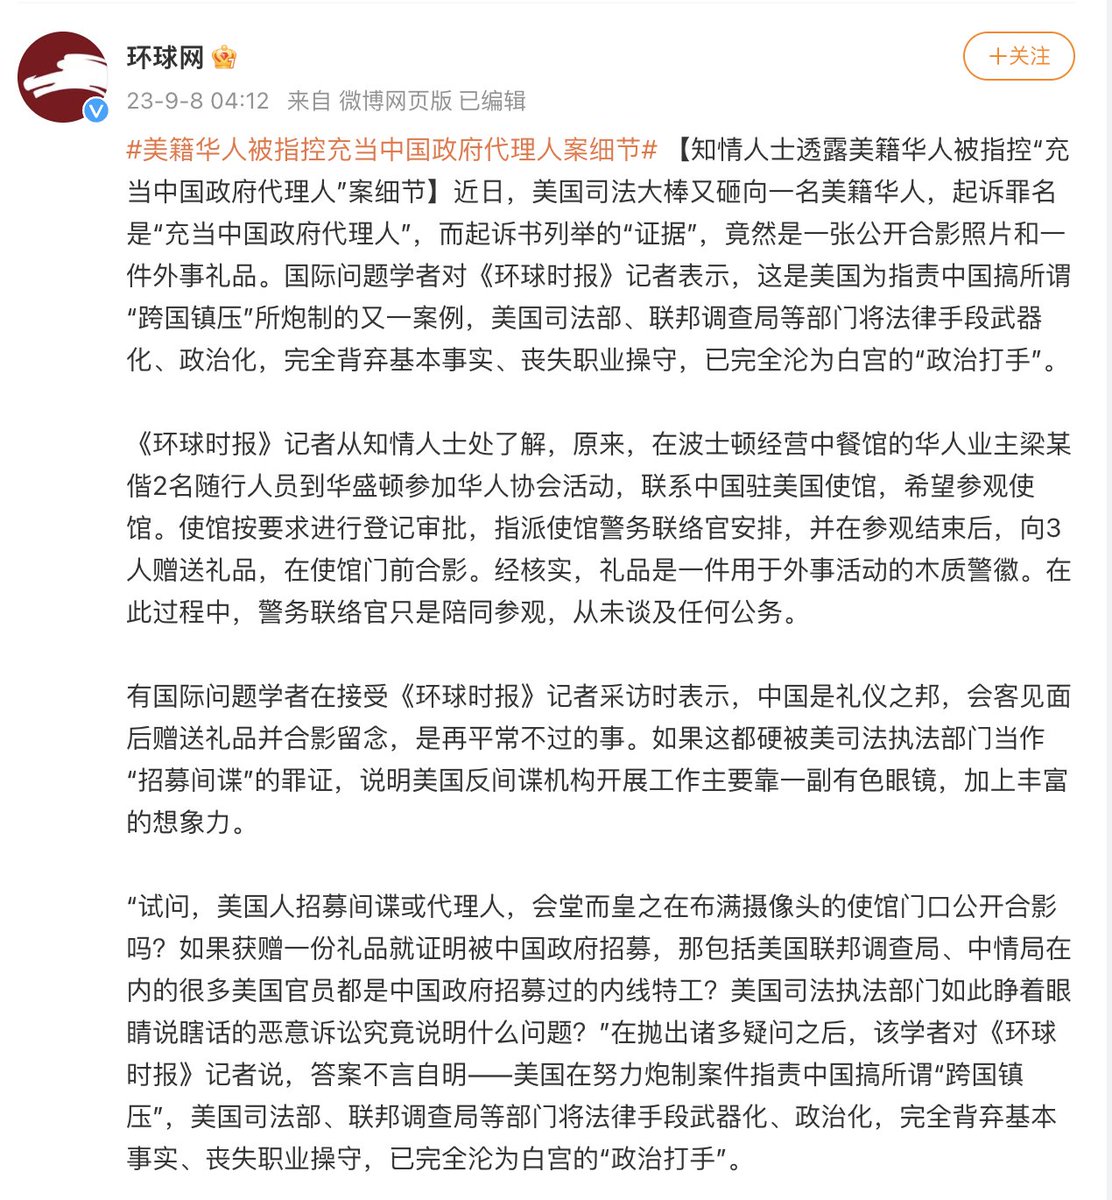 环球网
+关注
23-9-8 04:12 来自 微博网页版 已编辑
#美籍华人被指控充当中国政府代理人案细节# 【知情人士透露美籍华人被指控“充
当中国政府代理人”案细节】近日，美国司法大棒又砸向一名美籍华人，起诉罪名
是“充当中国政府代理人”，而起诉书列举的“证据”，竟然是一张公开合影照片和一
件外事礼品。国际问题学者对《环球时报》记者表示，这是美国为指责中国搞所谓
“跨国镇压”所炮制的又一案例，美国司法部、联邦调查局等部门将法律手段武器
化、政治化，完全背弃基本事实、丧失职业操守，已完全沦为白宫的“政治打手”。
《环球时报》记者从知情人士处了解，原来，在波士顿经营中餐馆的华人业主梁某
偕2名随行人员到华盛顿参加华人协会活动，联系中国驻美国使馆，希望参观使
馆。使馆按要求进行登记审批，指派使馆警务联络官安排，并在参观结束后，向3
人赠送礼品，在使馆门前合影。经核实，礼品是一件用于外事活动的木质警徽。在
此过程中，警务联络官只是陪同参观，从未谈及任何公务。
有国际问题学者在接受《环球时报》记者采访时表示，中国是礼仪之邦，会客见面
后赠送礼品并合影留念，是再平常不过的事。如果这都硬被美司法执法部门当作
“招募间谍”的罪证，说明美国反间谍机构开展工作主要靠一副有色眼镜，加上丰富
的想象力。
“试问，美国人招募间谍或代理人，会堂而皇之在布满摄像头的使馆门口公开合影
吗？如果获赠一份礼品就证明被中国政府招募，那包括美国联邦调查局、中情局在
内的很多美国官员都是中国政府招募过的内线特工？美国司法执法部门如此睁着眼
睛说瞎话的恶意诉讼究竟说明什么问题？”在抛出诸多疑问之后，该学者对《环球
时报》记者说，答案不言自明——美国在努力炮制案件指责中国搞所谓“跨国镇
压”，美国司法部、联邦调查局等部门将法律手段武器化、政治化，完全背弃基本
事实、丧失职业操守，已完全沦为白宫的“政治打手”。